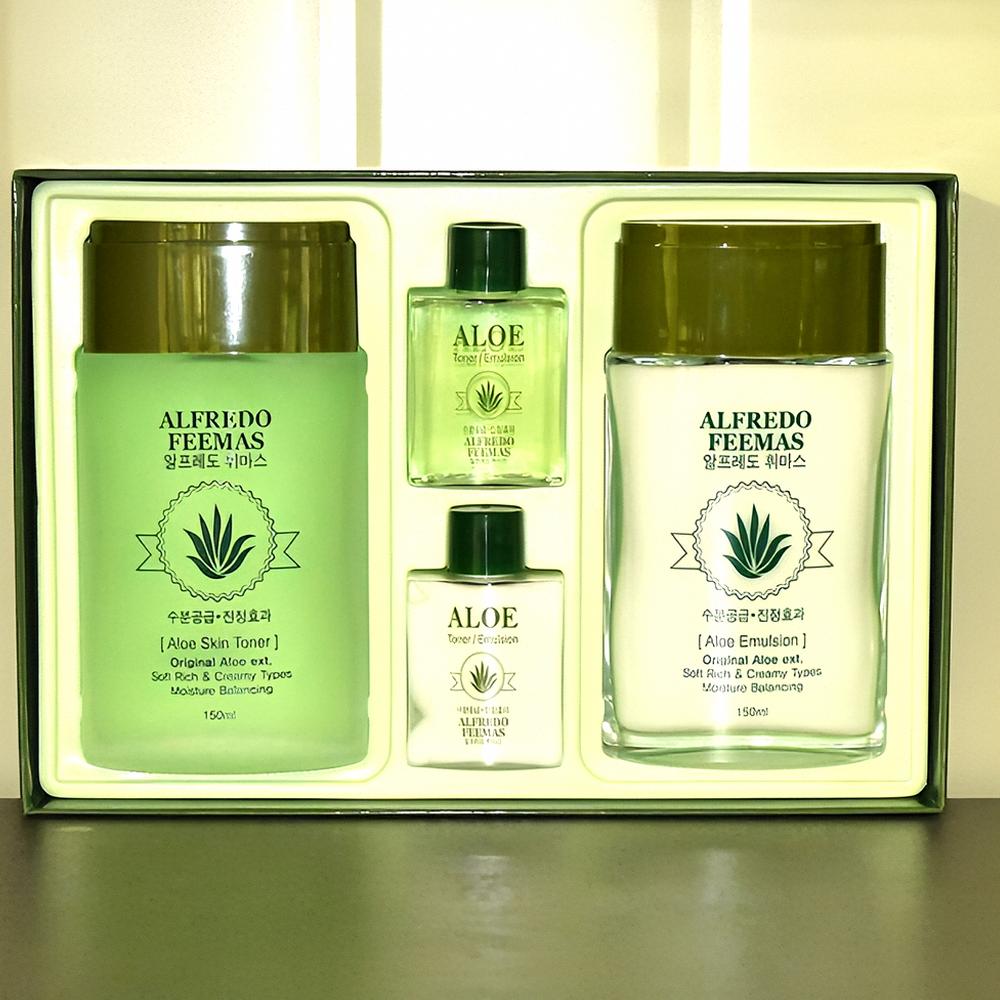 ALFREDO
FEEMAS
알프레도 휘마스
수분공급•진정효과
[ Aloe Skin Toner ]
Original Aloe ext.
Soft Rich & Creamy Types
Moisture Balancing
150ml
ALOE
Toner / Emulsion
ALFREDO
FEEMAS
ALOE
Toner / Emulsion
ALFREDO
FEEMAS
ALFREDO
FEEMAS
알프레도 휘마스
수분공급•진정효과
[ Aloe Emulsion ]
Original Aloe ext.
Soft Rich & Creamy Types
Moisture Balancing
150ml